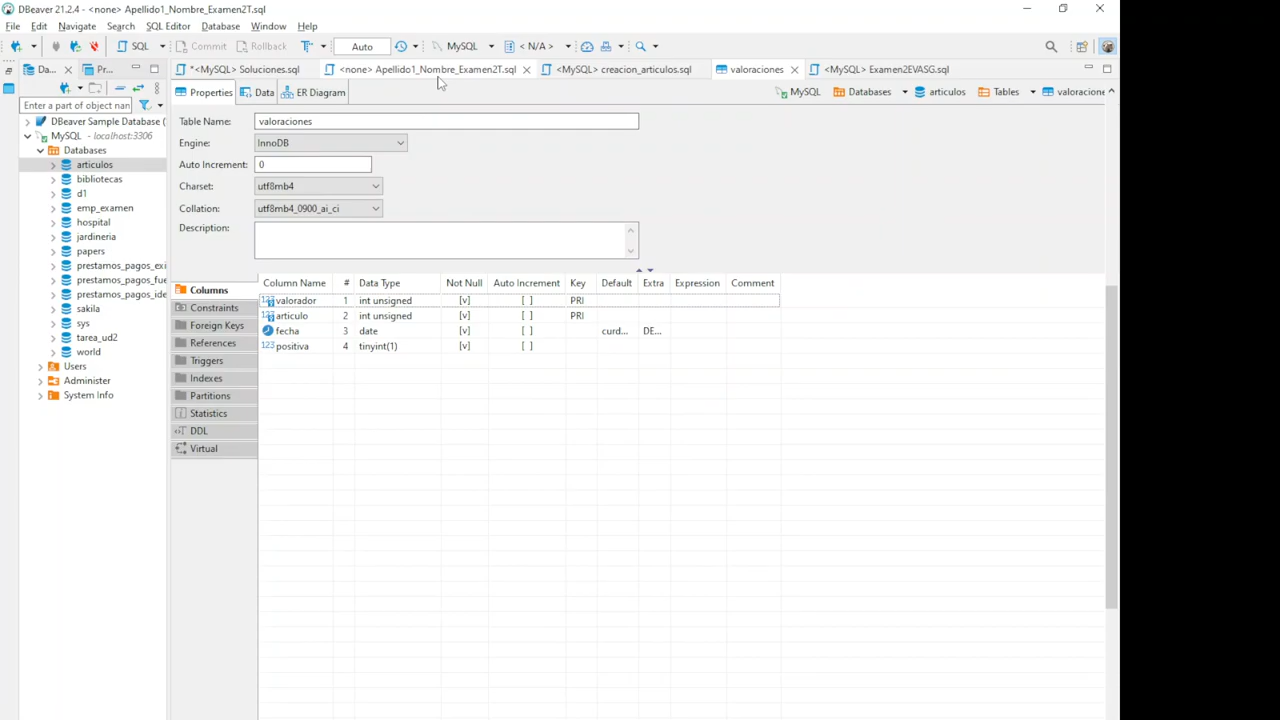 DBeaver 21.2.4 - <none> Apellido1_Nombre_Examen2T.sql
File Edit Navigate Search SQL Editor Database Window Help
SQL Commit Rollback Auto MySQL < N/A >
Da... Pr... *<MySQL> Soluciones.sql <none> Apellido1_Nombre_Examen2T.sql <MySQL> creacion_articulos.sql valoraciones <MySQL> Examen2EVASG.sql
Properties Data ER Diagram MySQL Databases articulos Tables valoracione
Enter a part of object nan
DBeaver Sample Database (
MySQL - localhost:3306
Databases
articulos
bibliotecas
d1
emp_examen
hospital
jardineria
papers
prestamos_pagos_exi
prestamos_pagos_fue
prestamos_pagos_ide
sakila
sys
tarea_ud2
world
Users
Administer
System Info
Table Name: valoraciones
Engine: InnoDB
Auto Increment: 0
Charset: utf8mb4
Collation: utf8mb4_0900_ai_ci
Description:
Columns
Constraints
Foreign Keys
References
Triggers
Indexes
Partitions
Statistics
DDL
Virtual
Column Name # Data Type Not Null Auto Increment Key Default Extra Expression Comment
123 valorador 1 int unsigned [v] [ ] PRI
123 articulo 2 int unsigned [v] [ ] PRI
fecha 3 date [v] [ ] curd... DE...
123 positiva 4 tinyint(1) [v] [ ]